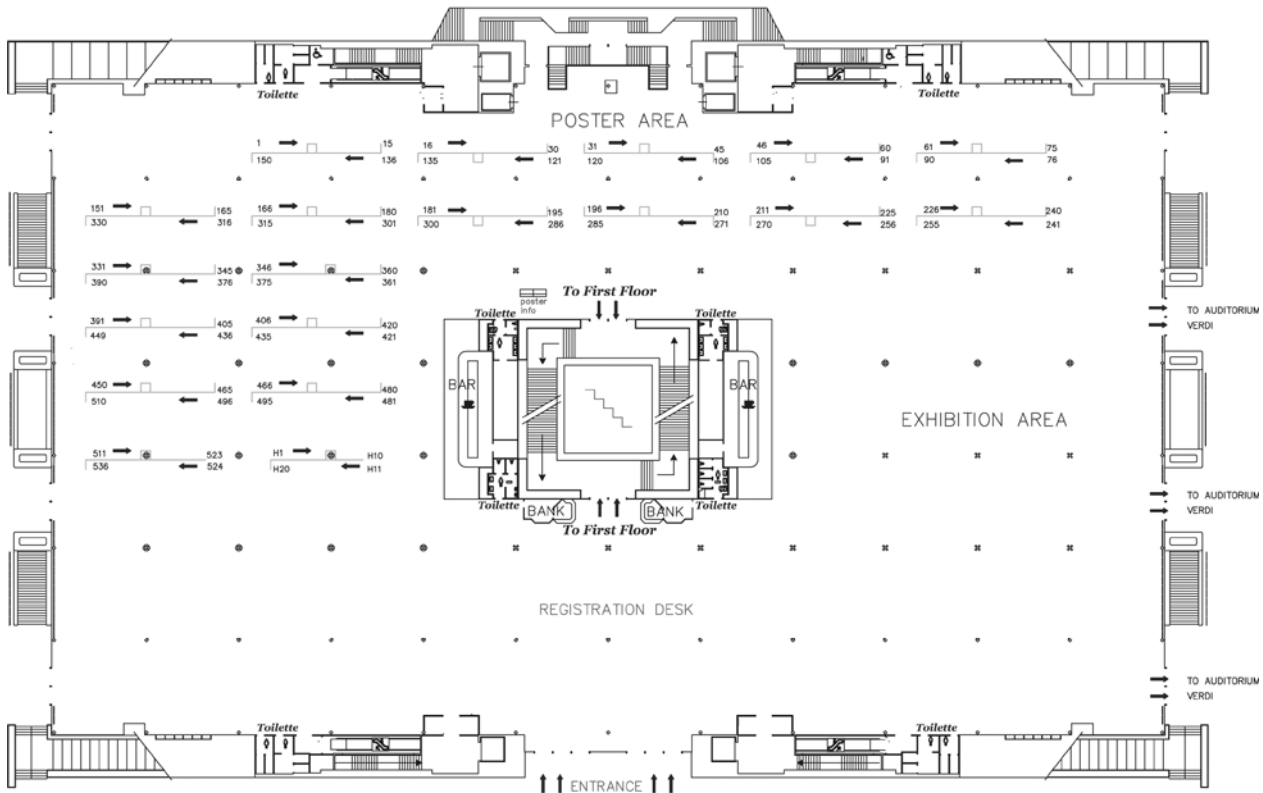 Toilette
Toilette
POSTER AREA
1 15 16 30 31 45 46 60 61 75
150 136 135 121 120 106 105 91 90 76
151 165 166 180 181 195 196 210 211 225 226 240
330 316 315 301 300 286 285 271 270 256 255 241
331 345 346 360
390 376 375 361
poster
info
To First Floor
TO AUDITORIUM
VERDI
Toilette
Toilette
391 405 406 420
449 436 435 421
450 465 466 480
510 496 495 481
BAR
BAR
EXHIBITION AREA
511 523 H1 H10
536 524 H20 H11
TO AUDITORIUM
VERDI
Toilette
Toilette
BANK
BANK
To First Floor
REGISTRATION DESK
TO AUDITORIUM
VERDI
Toilette
Toilette
ENTRANCE